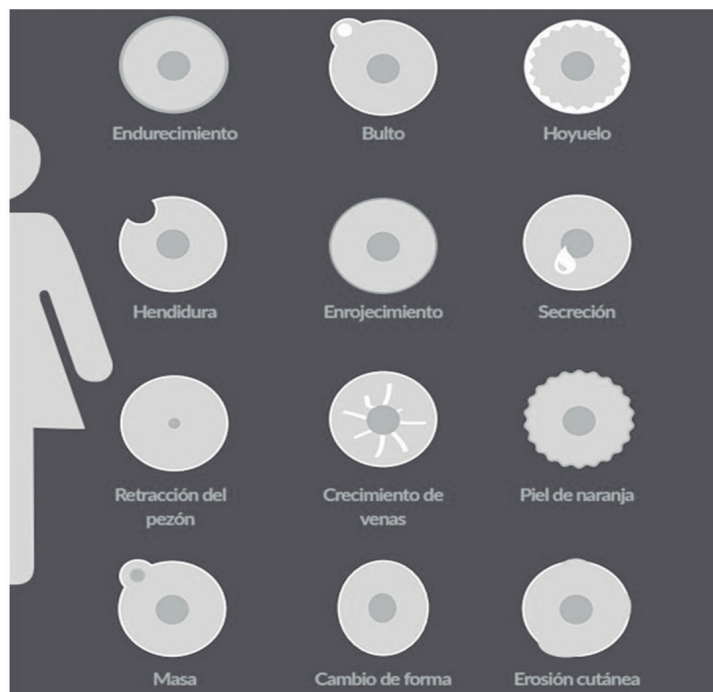 Endurecimiento
Bulto
Hoyuelo
Hendidura
Enrojecimiento
Secreción
Retracción del
pezón
Crecimiento de
venas
Piel de naranja
Masa
Cambio de forma
Erosión cutánea